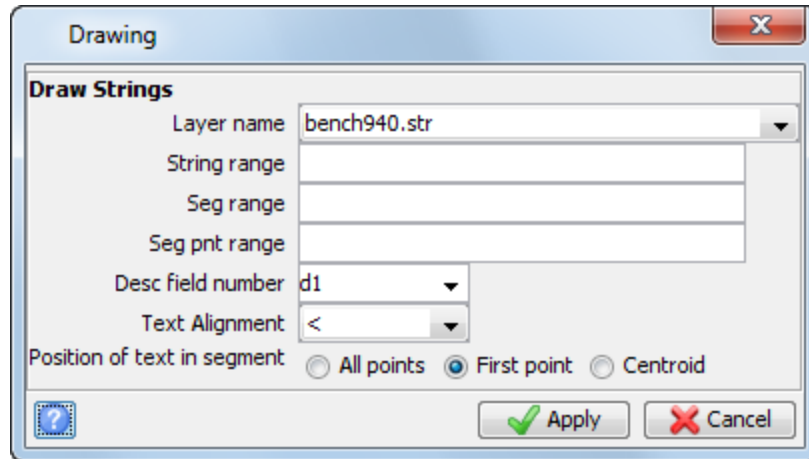 Drawing
Draw Strings
Layer name bench940.str
String range
Seg range
Seg pnt range
Desc field number d1
Text Alignment <
Position of text in segment All points First point Centroid
? Apply Cancel